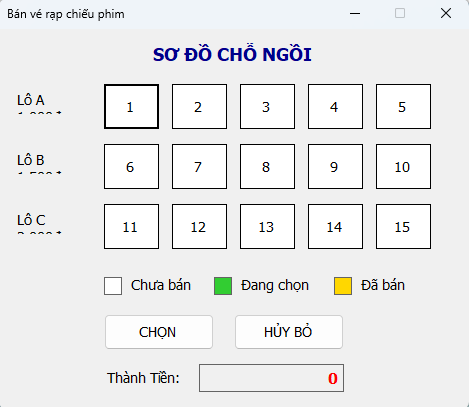 Bán vé rạp chiếu phim
SƠ ĐỒ CHỖ NGỒI
Lô A
1 2 3 4 5
Lô B
6 7 8 9 10
Lô C
11 12 13 14 15
Chưa bán Đang chọn Đã bán
CHỌN HỦY BỎ
Thành Tiền: 0